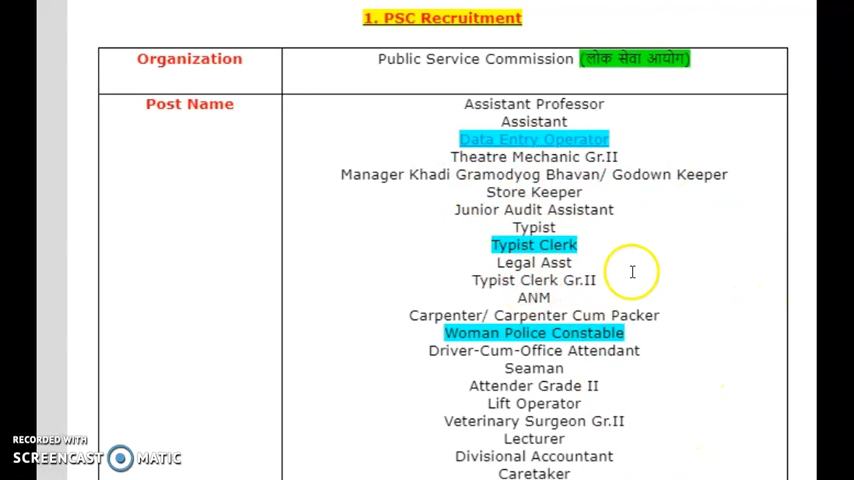 1. PSC Recruitment
Organization
Public Service Commission (लोक सेवा आयोग)
Post Name
Assistant Professor
Assistant
Data Entry Operator
Theatre Mechanic Gr.II
Manager Khadi Gramodyog Bhavan/ Godown Keeper
Store Keeper
Junior Audit Assistant
Typist
Typist Clerk
Legal Asst
Typist Clerk Gr.II
ANM
Carpenter/ Carpenter Cum Packer
Woman Police Constable
Driver-Cum-Office Attendant
Seaman
Attender Grade II
Lift Operator
Veterinary Surgeon Gr.II
Lecturer
Divisional Accountant
Caretaker
RECORDED WITH
SCREENCAST MATIC